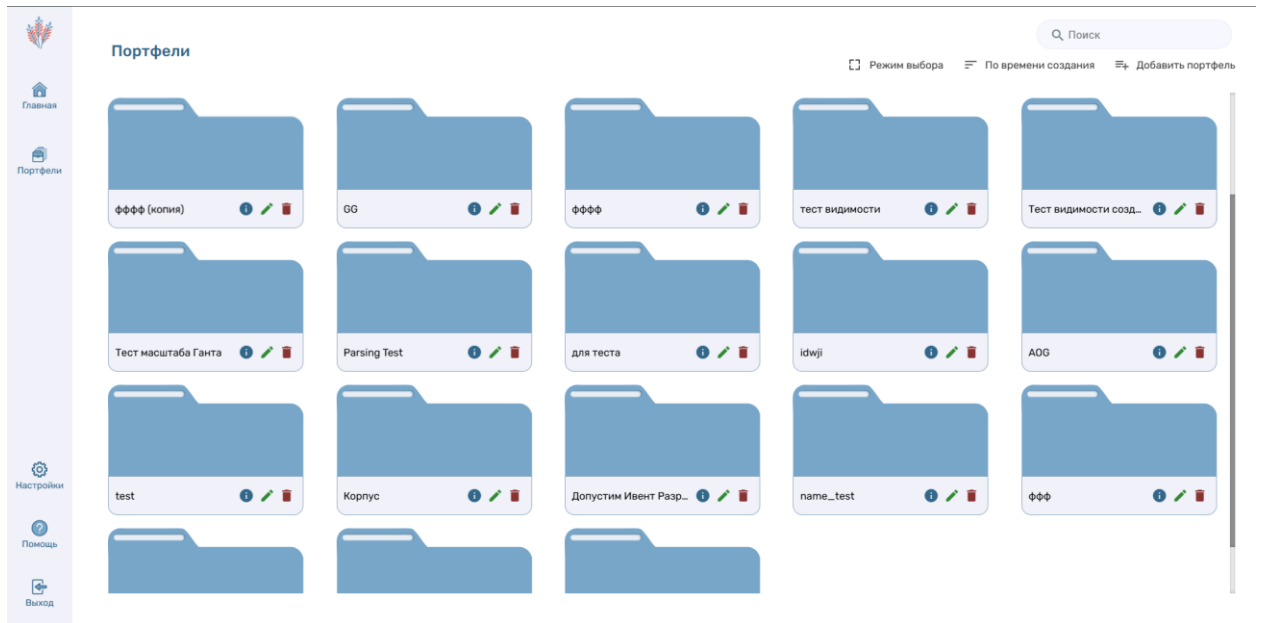 Поиск
Портфели
Режим выбора
По времени создания
Добавить портфель
Главная
Портфели
фффф (копия)
GG
фффф
тест видимости
Тест видимости созд...
Тест масштаба Ганта
Parsing Test
для теста
idwji
AOG
test
Корпус
Допустим Ивент Разр...
name_test
ффф
Настройки
Помощь
Выход